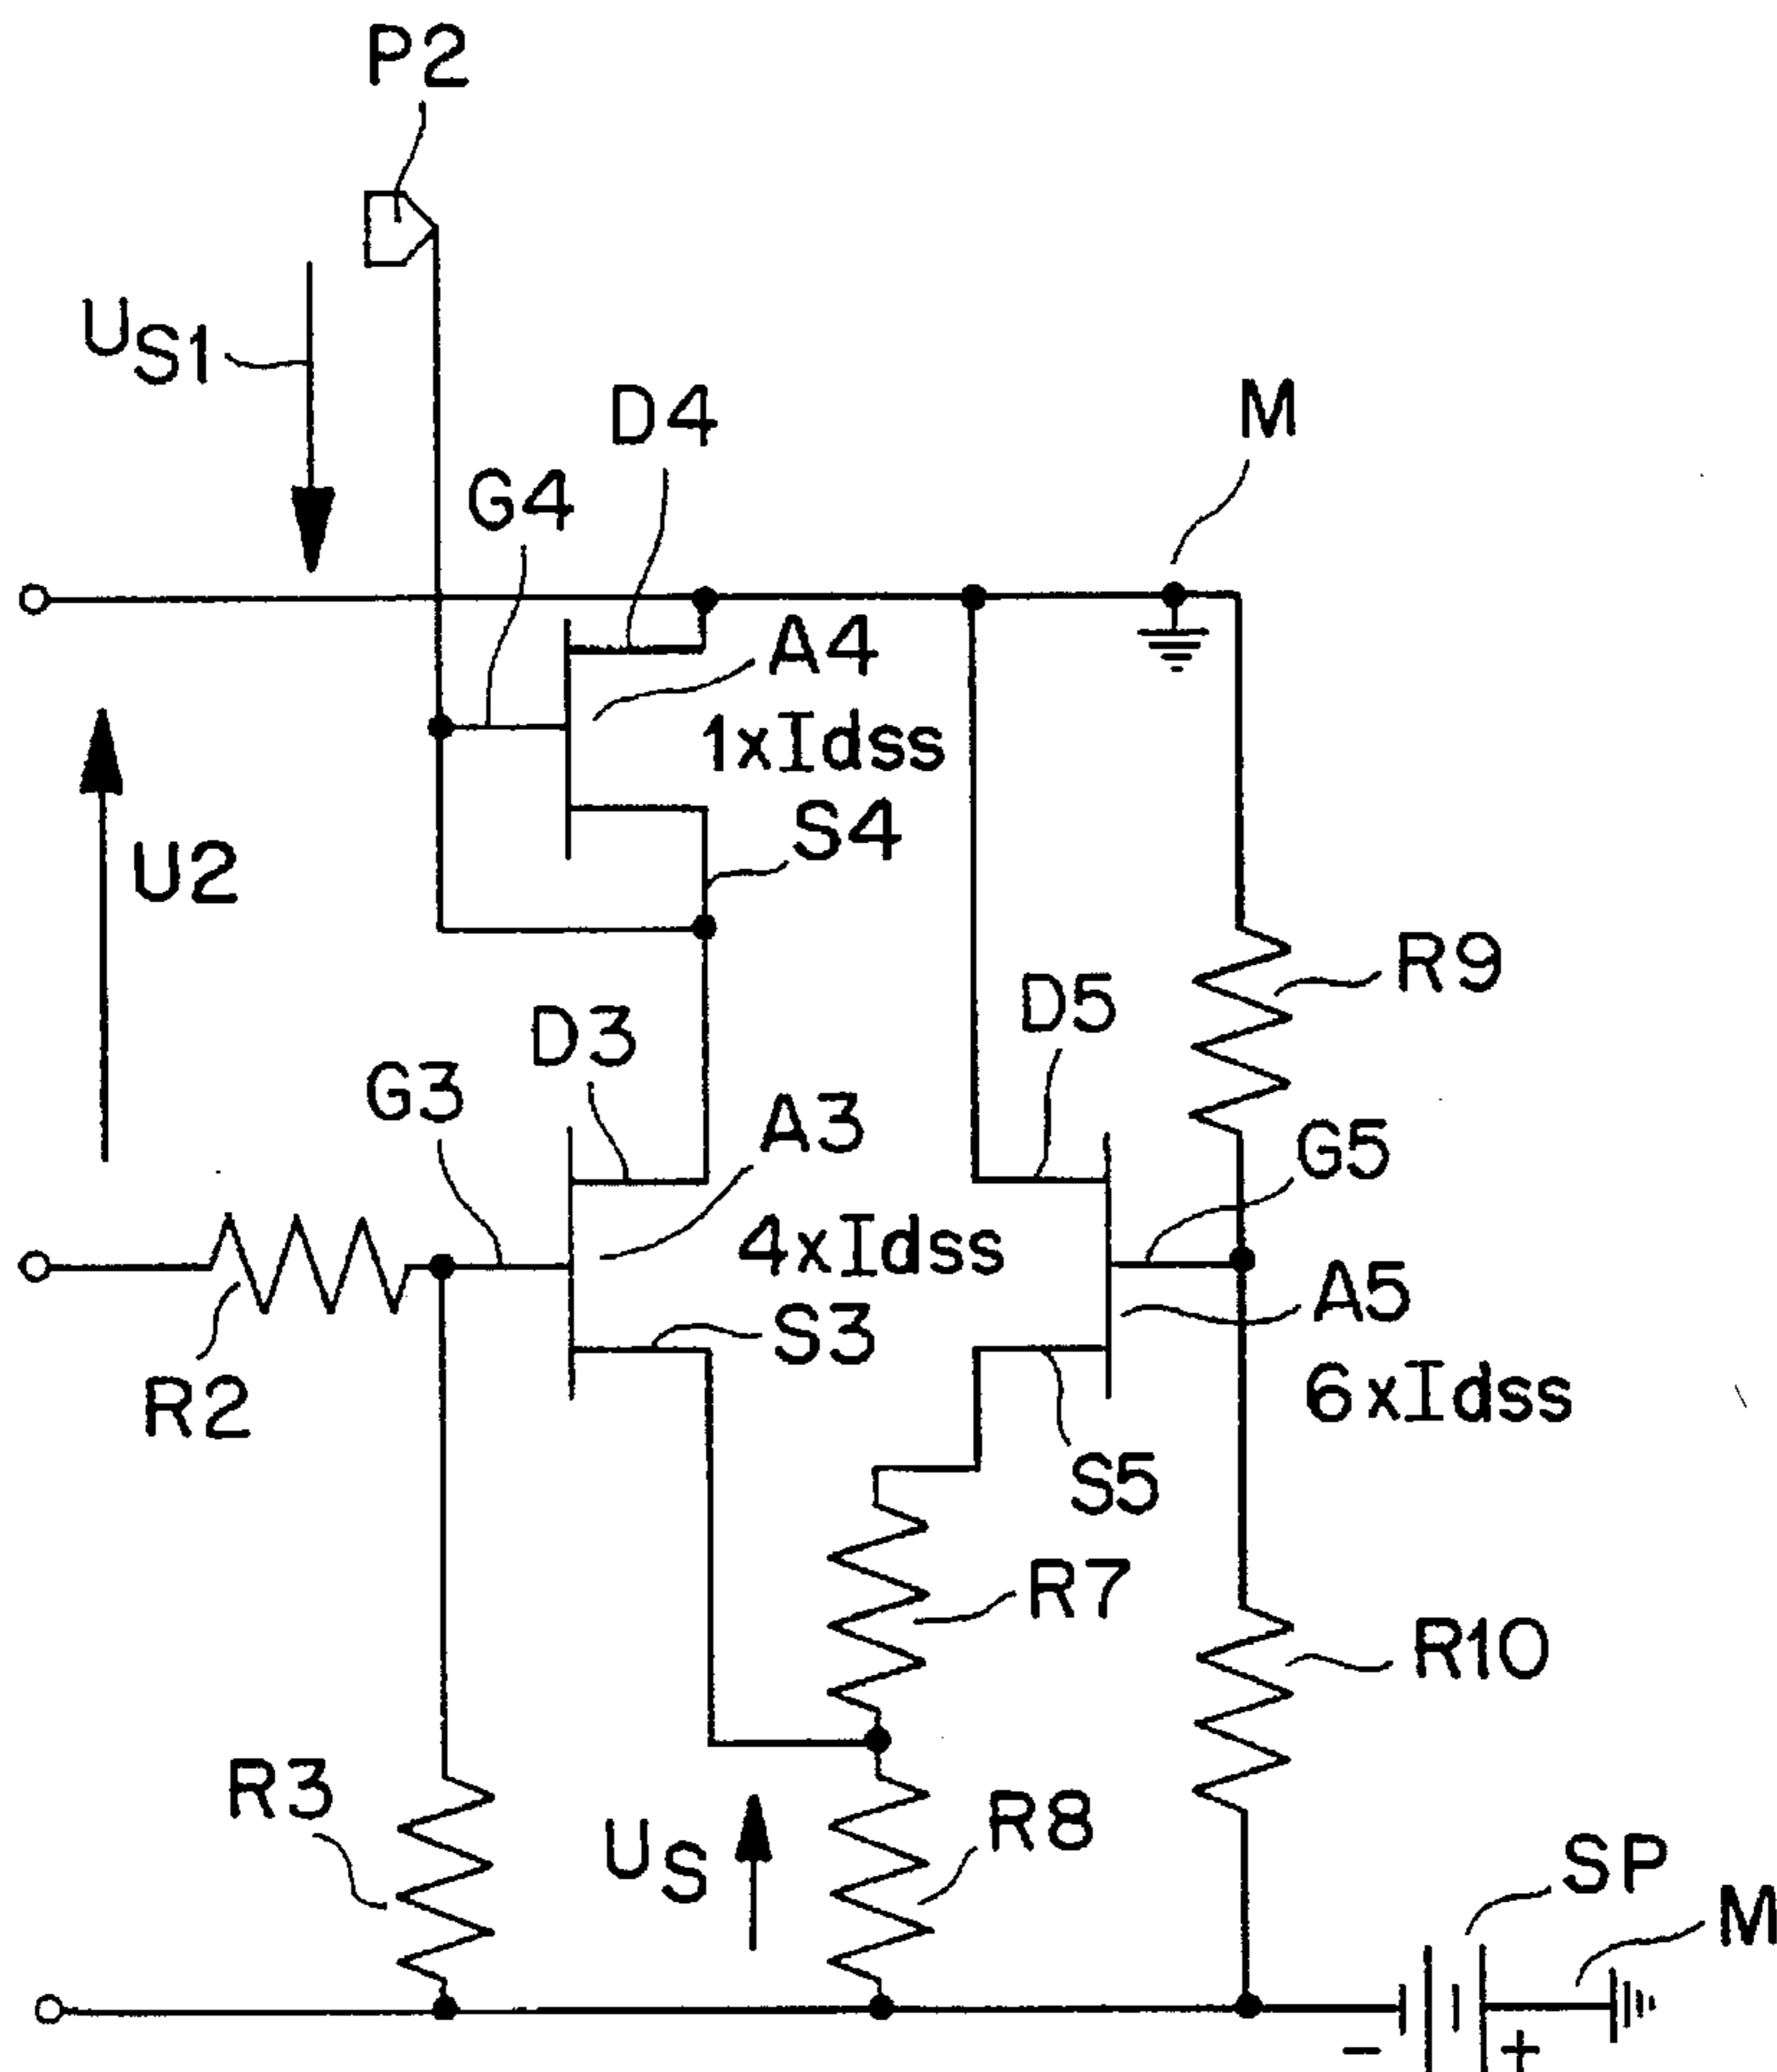 P2
US1
D4
M
G4
A4
1xIdss
S4
U2
R9
D5
D3
G3
A3
G5
4xIdss
A5
S3
R2
6xIdss
S5
R7
R10
R3
US
R8
SP
M
- +